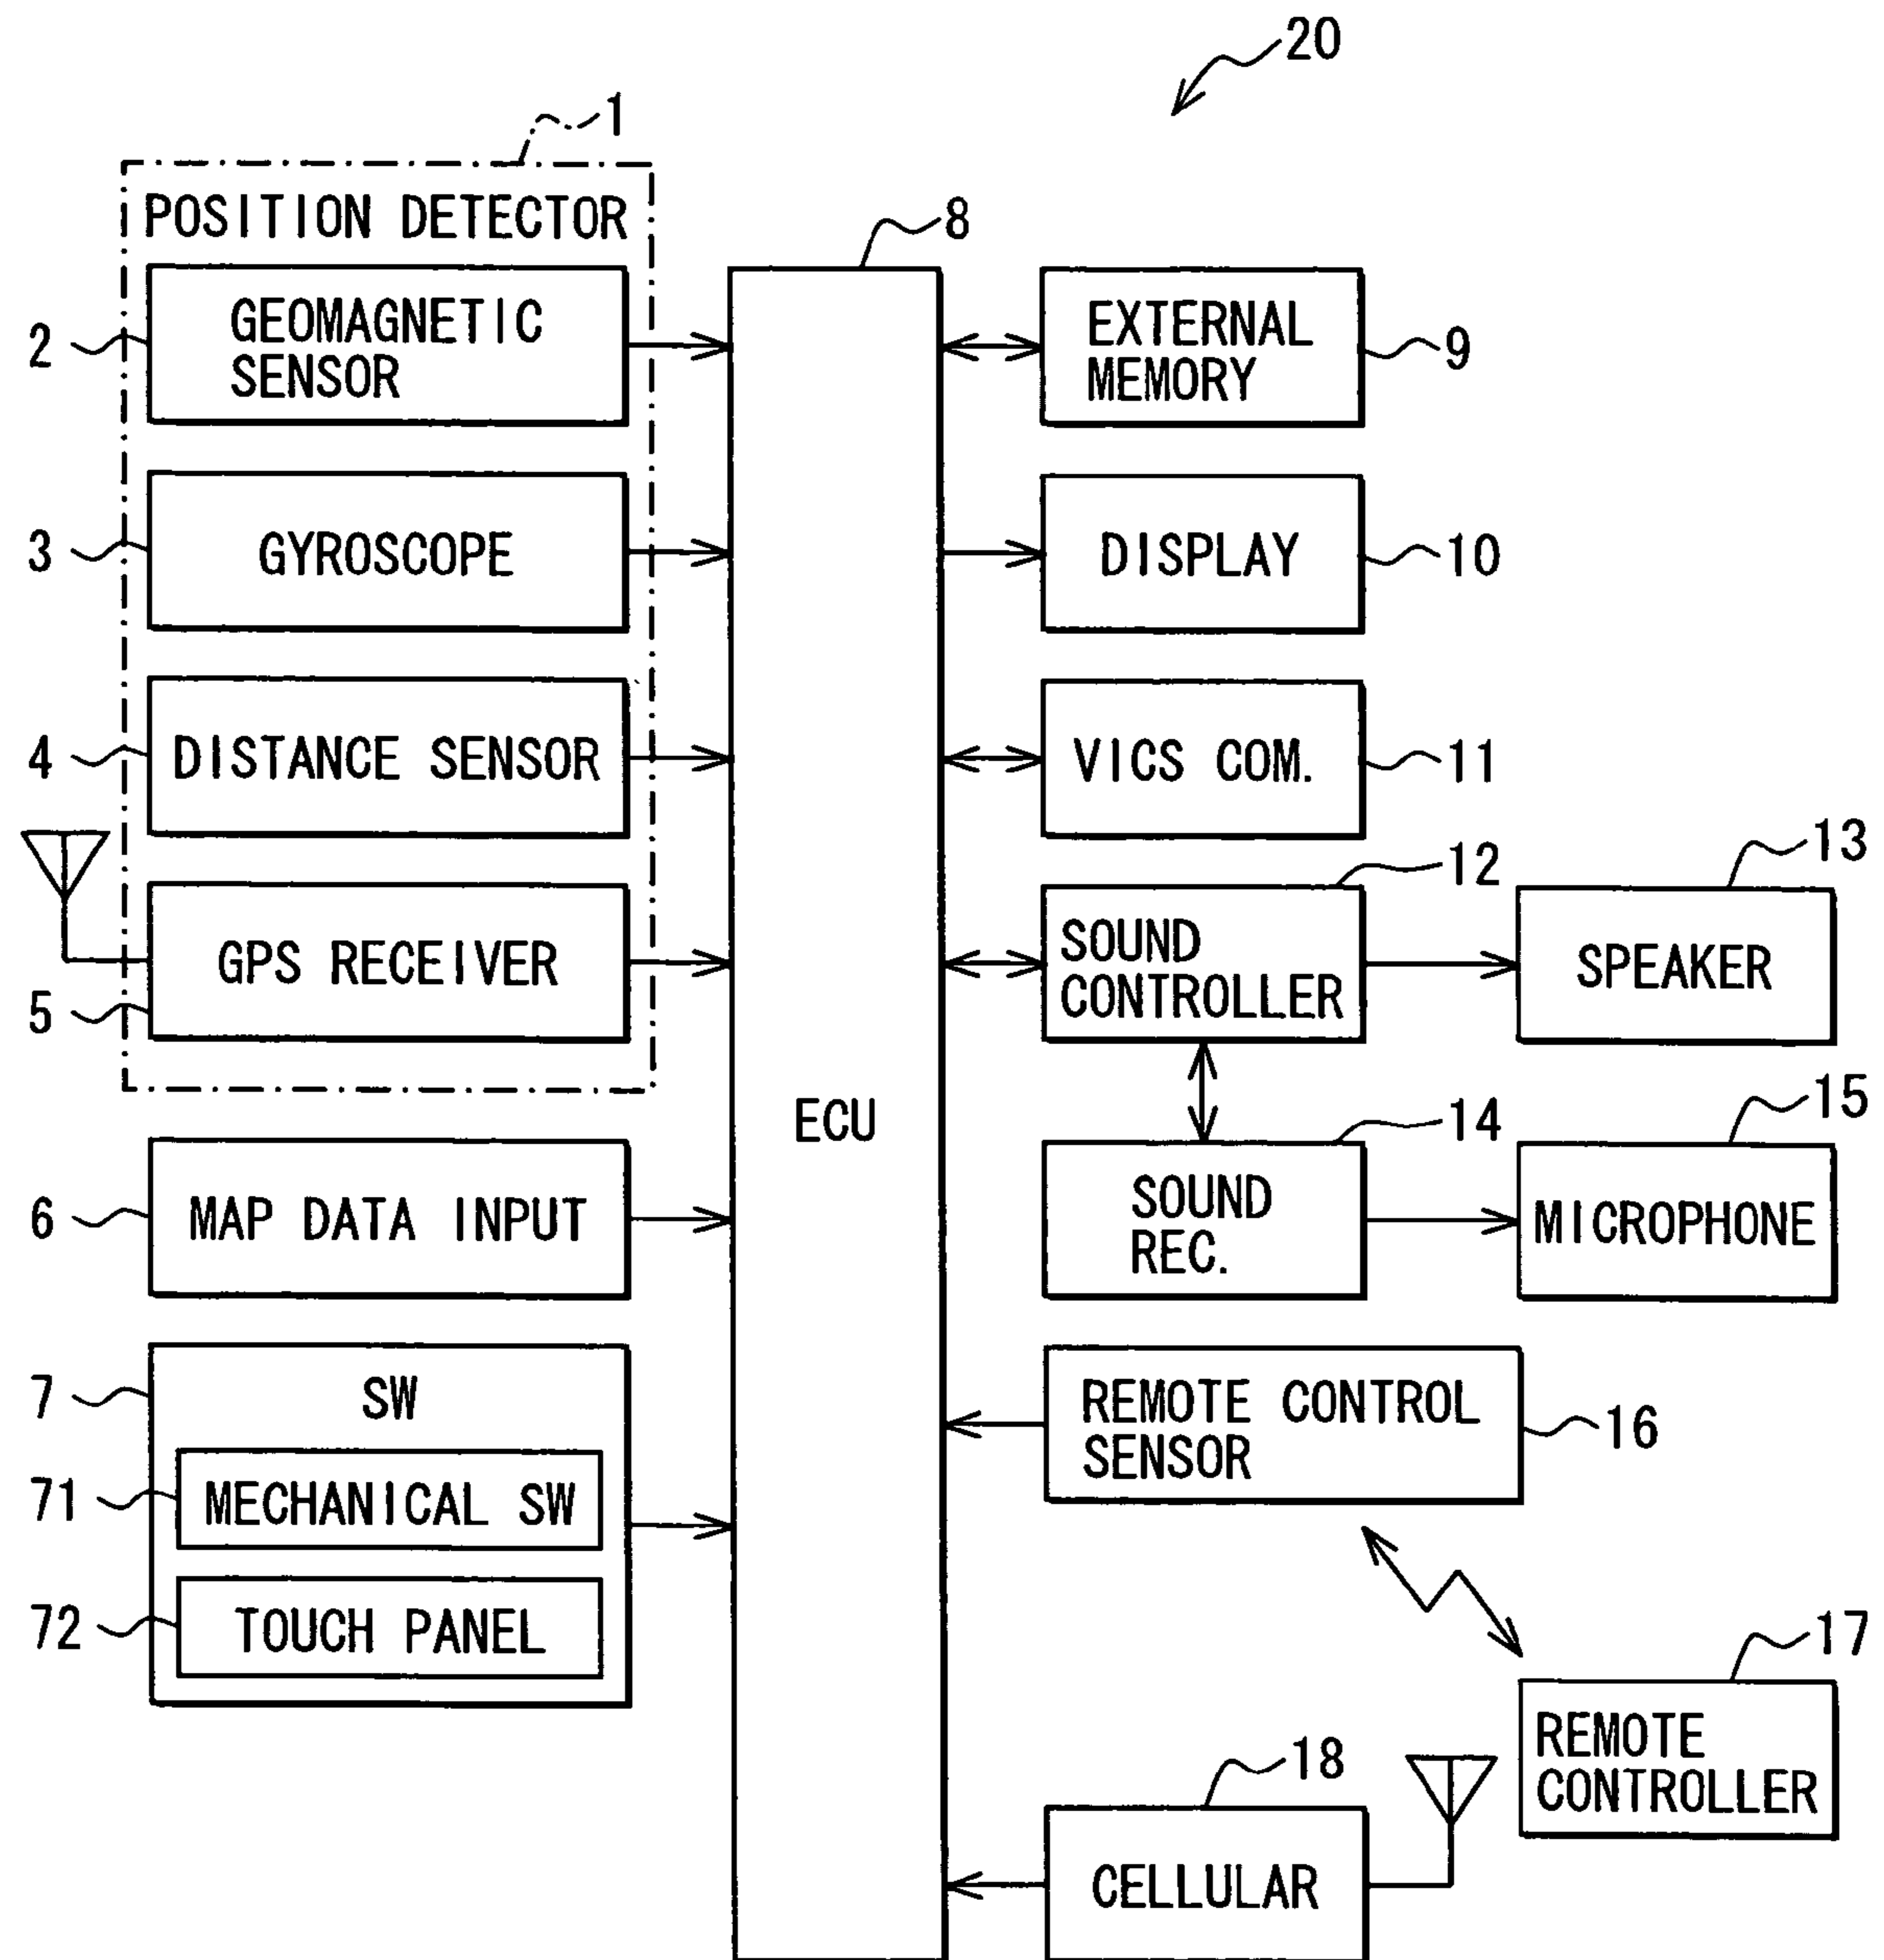 20
1
POSITION DETECTOR
8
2
GEOMAGNETIC
SENSOR
EXTERNAL
MEMORY
9
3
GYROSCOPE
DISPLAY
10
4
DISTANCE SENSOR
VICS COM.
11
12
13
5
GPS RECEIVER
SOUND
CONTROLLER
SPEAKER
ECU
14
15
6
MAP DATA INPUT
SOUND
REC.
MICROPHONE
7
SW
REMOTE CONTROL
SENSOR
16
71
MECHANICAL SW
72
TOUCH PANEL
17
REMOTE
CONTROLLER
18
CELLULAR